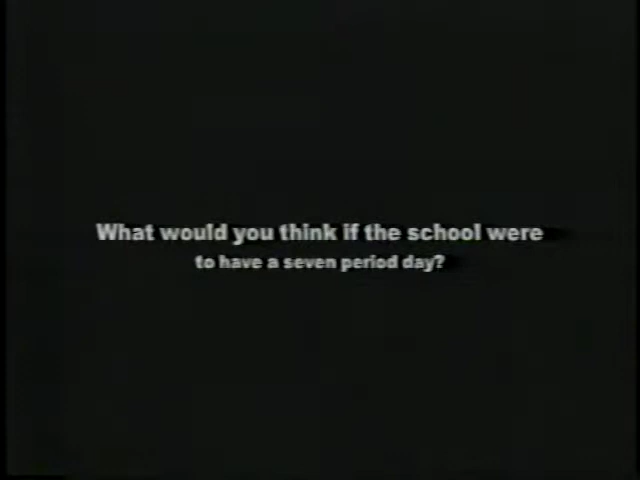 What would you think if the school were
to have a seven period day?